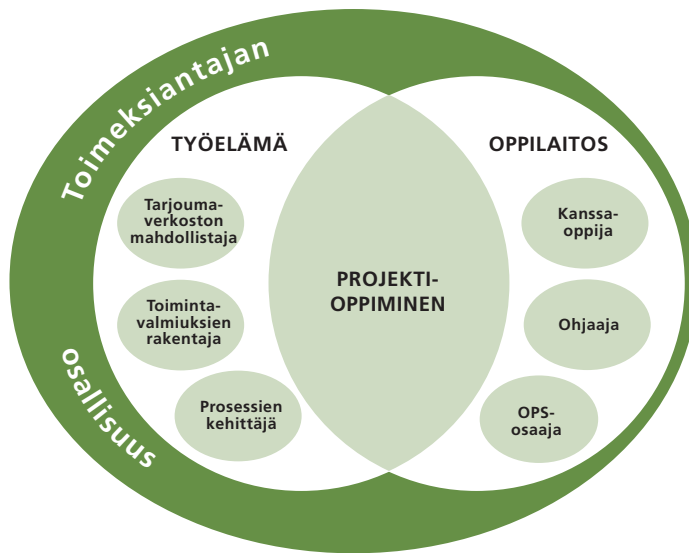 Toimeksiantajan
osallisuus
TYÖELÄMÄ
Tarjouma-
verkoston
mahdollistaja
Toiminta-
valmiuksien
rakentaja
Prosessien
kehittäjä
PROJEKTI-
OPPIMINEN
OPPILAITOS
Kanssa-
oppija
Ohjaaja
OPS-
osaaja